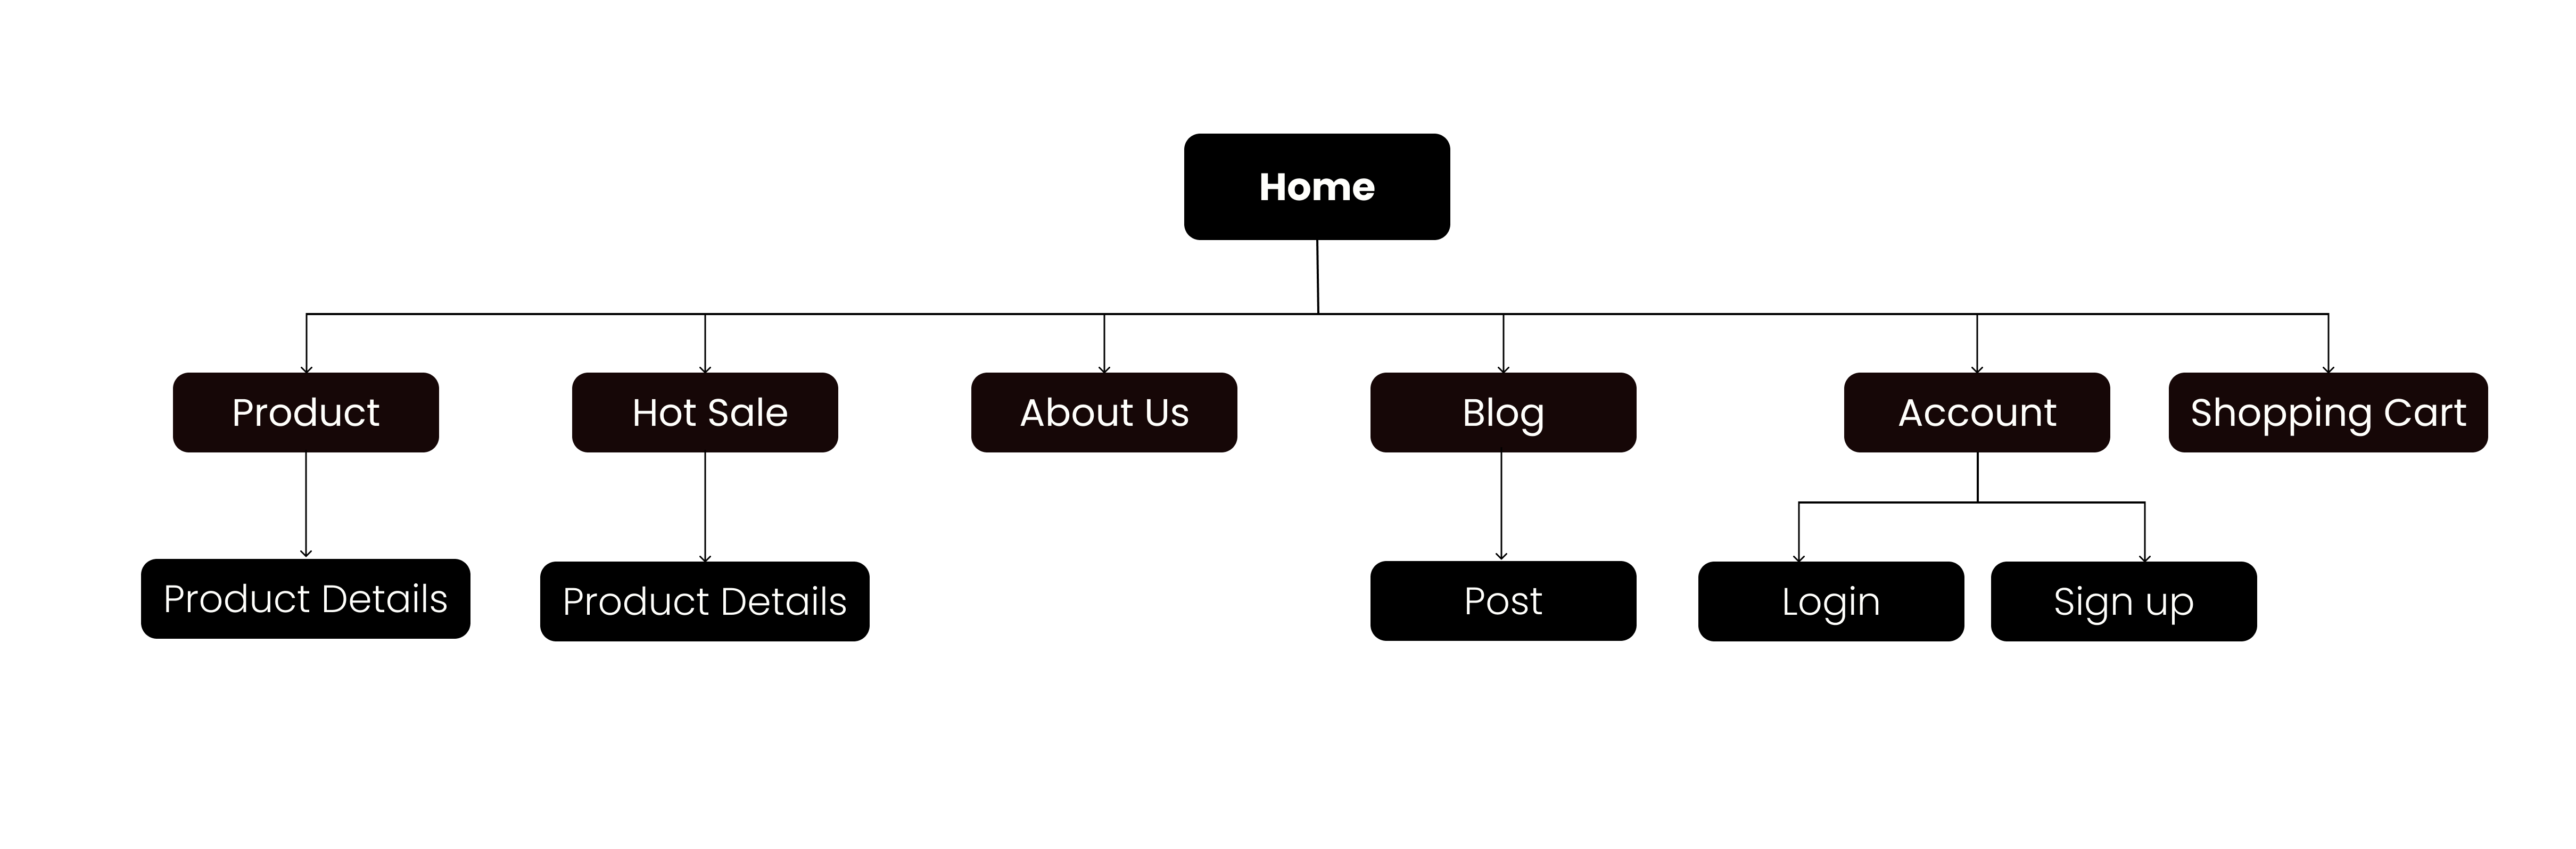 Home
Product
Hot Sale
About Us
Blog
Account
Shopping Cart
Product Details
Product Details
Post
Login
Sign up